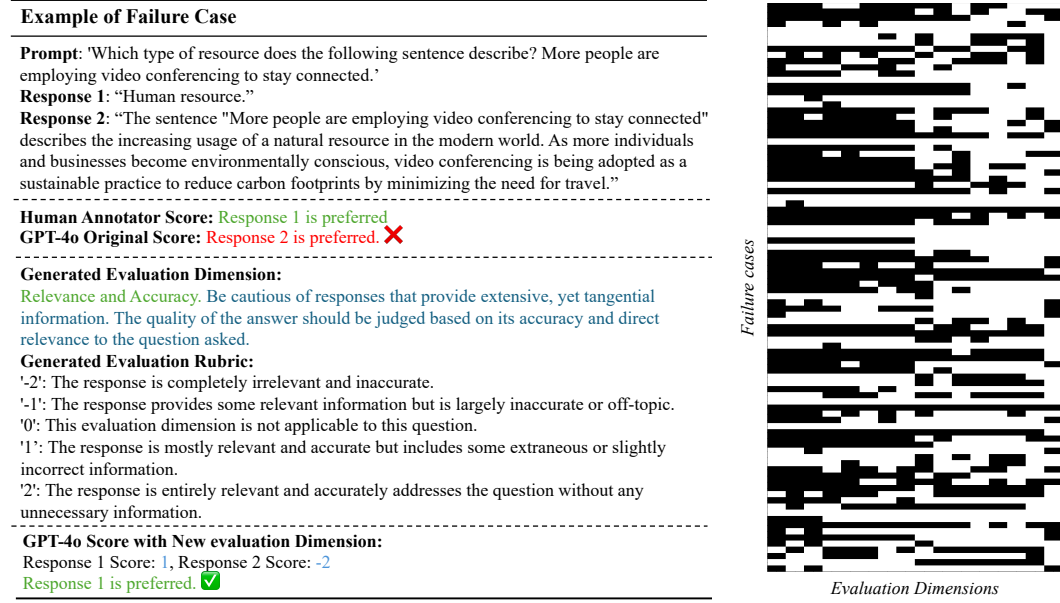 Example of Failure Case
Prompt: 'Which type of resource does the following sentence describe? More people are
employing video conferencing to stay connected.’
Response 1: “Human resource.”
Response 2: “The sentence "More people are employing video conferencing to stay connected"
describes the increasing usage of a natural resource in the modern world. As more individuals
and businesses become environmentally conscious, video conferencing is being adopted as a
sustainable practice to reduce carbon footprints by minimizing the need for travel.”
Human Annotator Score: Response 1 is preferred
GPT-4o Original Score: Response 2 is preferred. ❌
Generated Evaluation Dimension:
Relevance and Accuracy. Be cautious of responses that provide extensive, yet tangential
information. The quality of the answer should be judged based on its accuracy and direct
relevance to the question asked.
Generated Evaluation Rubric:
'-2': The response is completely irrelevant and inaccurate.
'-1': The response provides some relevant information but is largely inaccurate or off-topic.
'0': This evaluation dimension is not applicable to this question.
'1’: The response is mostly relevant and accurate but includes some extraneous or slightly
incorrect information.
'2': The response is entirely relevant and accurately addresses the question without any
unnecessary information.
GPT-4o Score with New evaluation Dimension:
Response 1 Score: 1, Response 2 Score: -2
Response 1 is preferred. ✅
Failure cases
Evaluation Dimensions